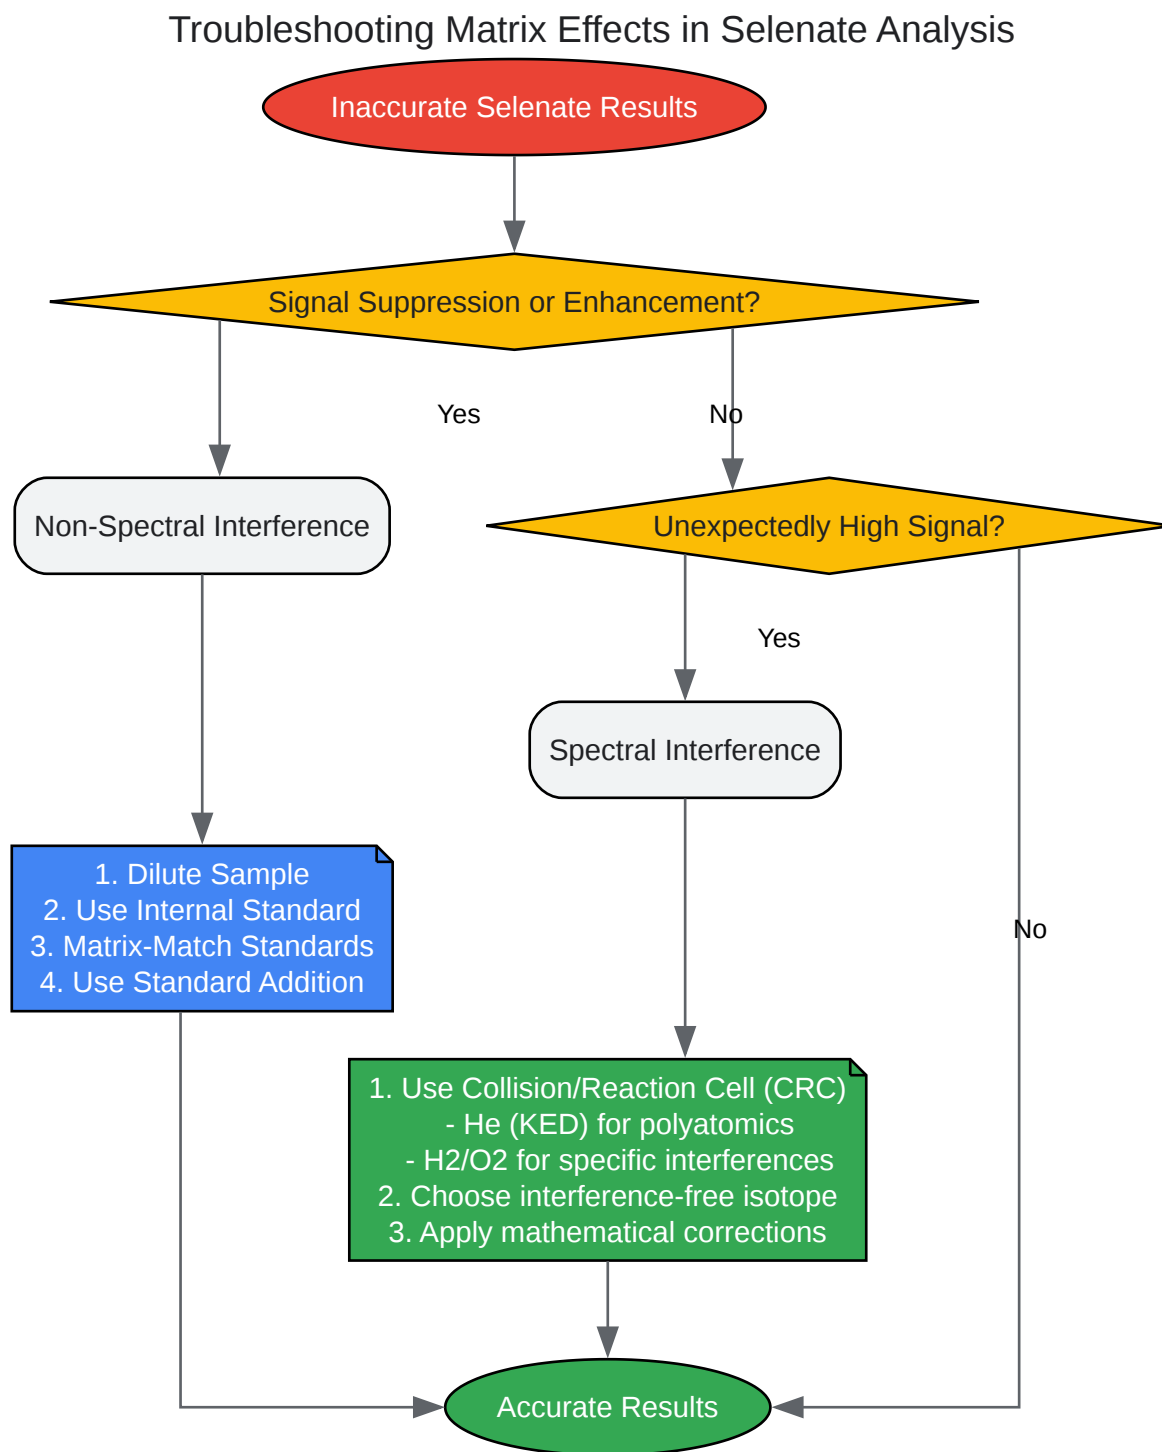 Troubleshooting Matrix Effects in Selenate Analysis
Inaccurate Selenate Results
Signal Suppression or Enhancement?
Yes
No
Non-Spectral Interference
Unexpectedly High Signal?
Yes
Spectral Interference
1. Dilute Sample
2. Use Internal Standard
3. Matrix-Match Standards
4. Use Standard Addition
No
1. Use Collision/Reaction Cell (CRC)
- He (KED) for polyatomics
- H2/O2 for specific interferences
2. Choose interference-free isotope
3. Apply mathematical corrections
Accurate Results